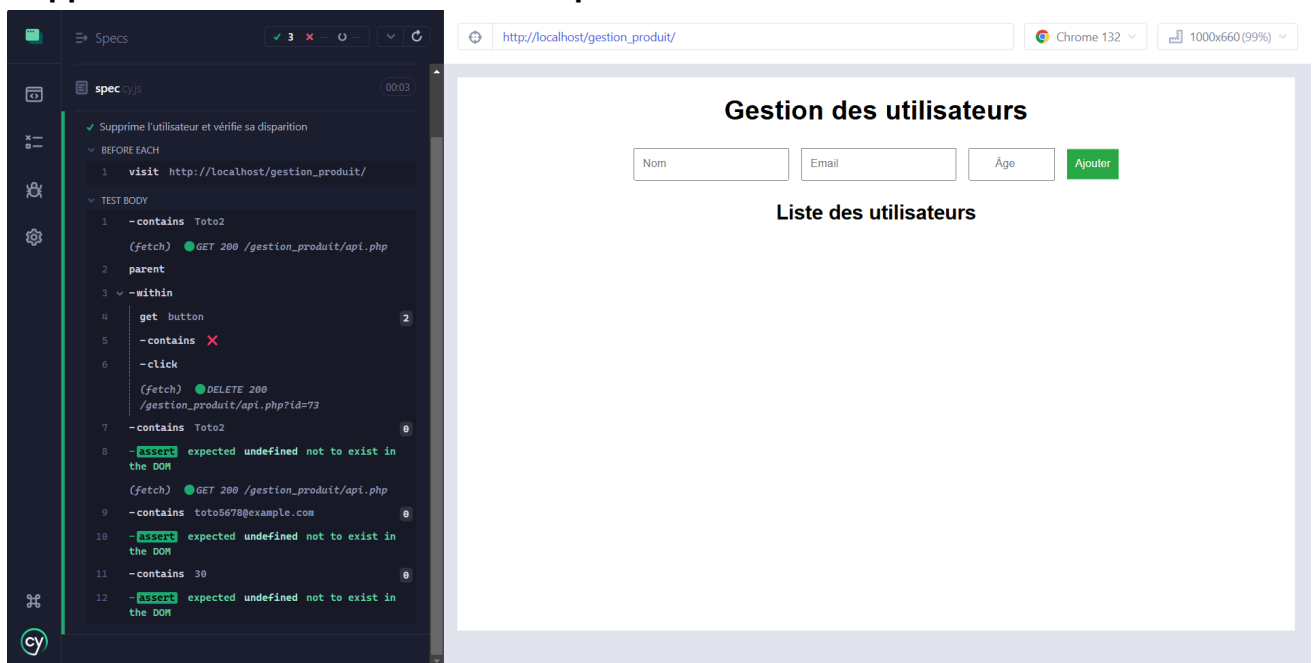 Specs
3 -- --
spec.cy.js 00:03
Supprime l'utilisateur et vérifie sa disparition
BEFORE EACH
1 visit http://localhost/gestion_produit/
TEST BODY
1 -contains Toto2
(fetch) GET 200 /gestion_produit/api.php
2 parent
3 -within
4 get button 2
5 -contains ❌
6 -click
(fetch) DELETE 200
/gestion_produit/api.php?id=73
7 -contains Toto2 0
8 -assert expected undefined not to exist in
the DOM
(fetch) GET 200 /gestion_produit/api.php
9 -contains toto5678@example.com 0
10 -assert expected undefined not to exist in
the DOM
11 -contains 30 0
12 -assert expected undefined not to exist in
the DOM
cy
http://localhost/gestion_produit/
Chrome 132
1000x660 (99%)
Gestion des utilisateurs
Nom
Email
Âge
Ajouter
Liste des utilisateurs